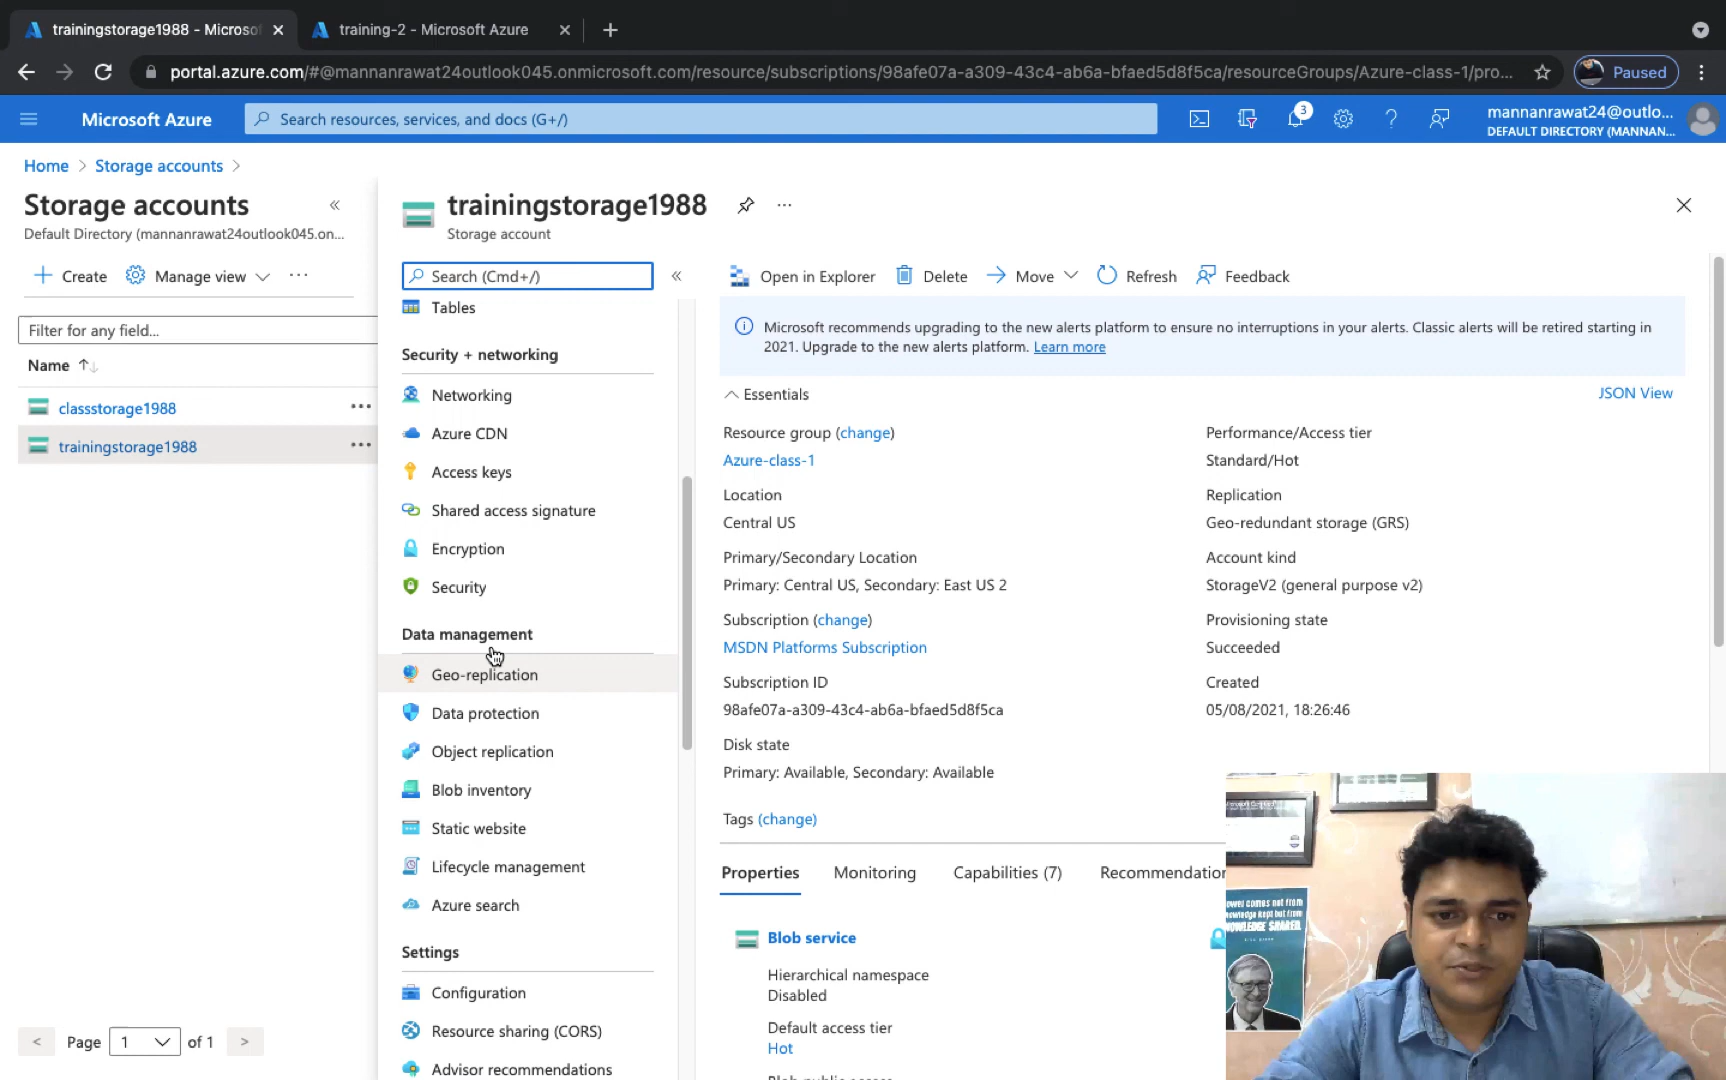 trainingstorage1988 - Microsof
training-2 - Microsoft Azure
portal.azure.com/#@mannanrawat24outlook045.onmicrosoft.com/resource/subscriptions/98afe07a-a309-43c4-ab6a-bfaed5d8f5ca/resourceGroups/Azure-class-1/pro...
Paused
Microsoft Azure
Search resources, services, and docs (G+/)
3
mannanrawat24@outlo...
DEFAULT DIRECTORY (MANNAN...
Home > Storage accounts >
Storage accounts
Default Directory (mannanrawat24outlook045.on...
Create
Manage view
Filter for any field...
Name
classstorage1988
trainingstorage1988
Page 1 of 1
trainingstorage1988
Storage account
Search (Cmd+/)
Tables
Security + networking
Networking
Azure CDN
Access keys
Shared access signature
Encryption
Security
Data management
Geo-replication
Data protection
Object replication
Blob inventory
Static website
Lifecycle management
Azure search
Settings
Configuration
Resource sharing (CORS)
Advisor recommendations
Open in Explorer
Delete
Move
Refresh
Feedback
Microsoft recommends upgrading to the new alerts platform to ensure no interruptions in your alerts. Classic alerts will be retired starting in
2021. Upgrade to the new alerts platform. Learn more
Essentials
JSON View
Resource group (change)
Azure-class-1
Location
Central US
Primary/Secondary Location
Primary: Central US, Secondary: East US 2
Subscription (change)
MSDN Platforms Subscription
Subscription ID
98afe07a-a309-43c4-ab6a-bfaed5d8f5ca
Disk state
Primary: Available, Secondary: Available
Tags (change)
Performance/Access tier
Standard/Hot
Replication
Geo-redundant storage (GRS)
Account kind
StorageV2 (general purpose v2)
Provisioning state
Succeeded
Created
05/08/2021, 18:26:46
Properties
Monitoring
Capabilities (7)
Recommendation
Blob service
Hierarchical namespace
Disabled
Default access tier
Hot
KNOWLEDGE SHARED